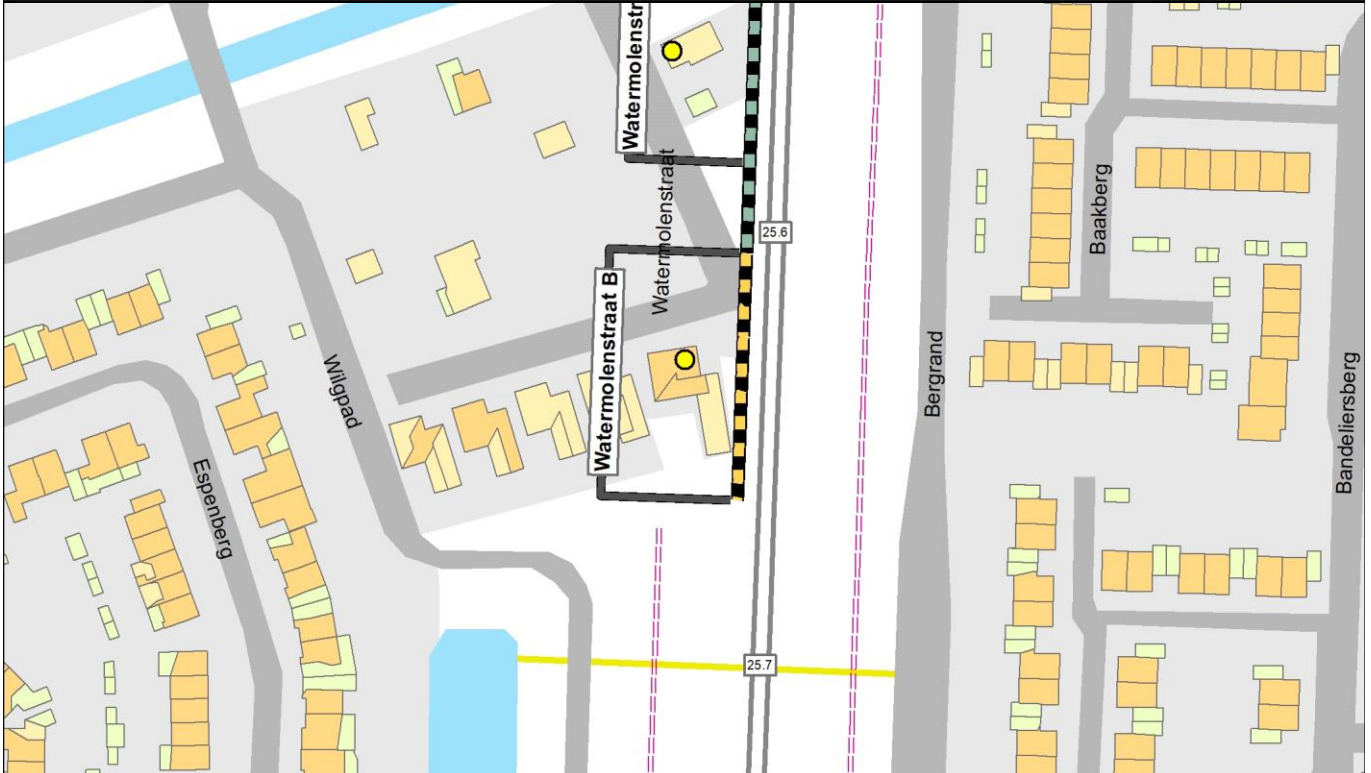 Watermolenstr
25.6
Watermolenstraat
Watermolenstraat B
Baakberg
Bergrand
Bandeliersberg
Wilgpad
Espenberg
25.7